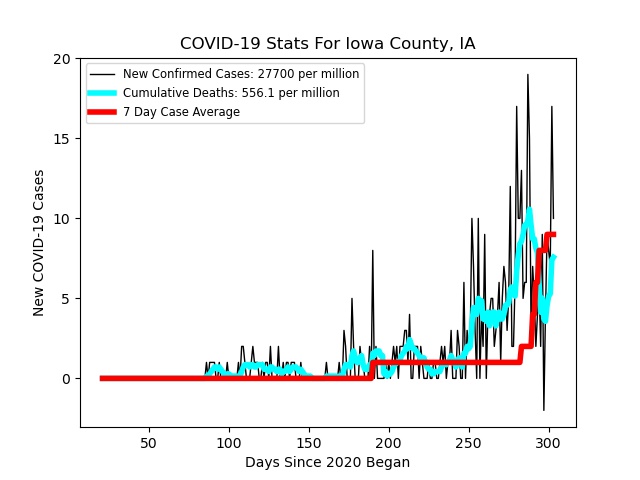 COVID-19 Stats For Iowa County, IA
New Confirmed Cases: 27700 per million
Cumulative Deaths: 556.1 per million
7 Day Case Average
New COVID-19 Cases
20
15
10
5
0
50 100 150 200 250 300
Days Since 2020 Began